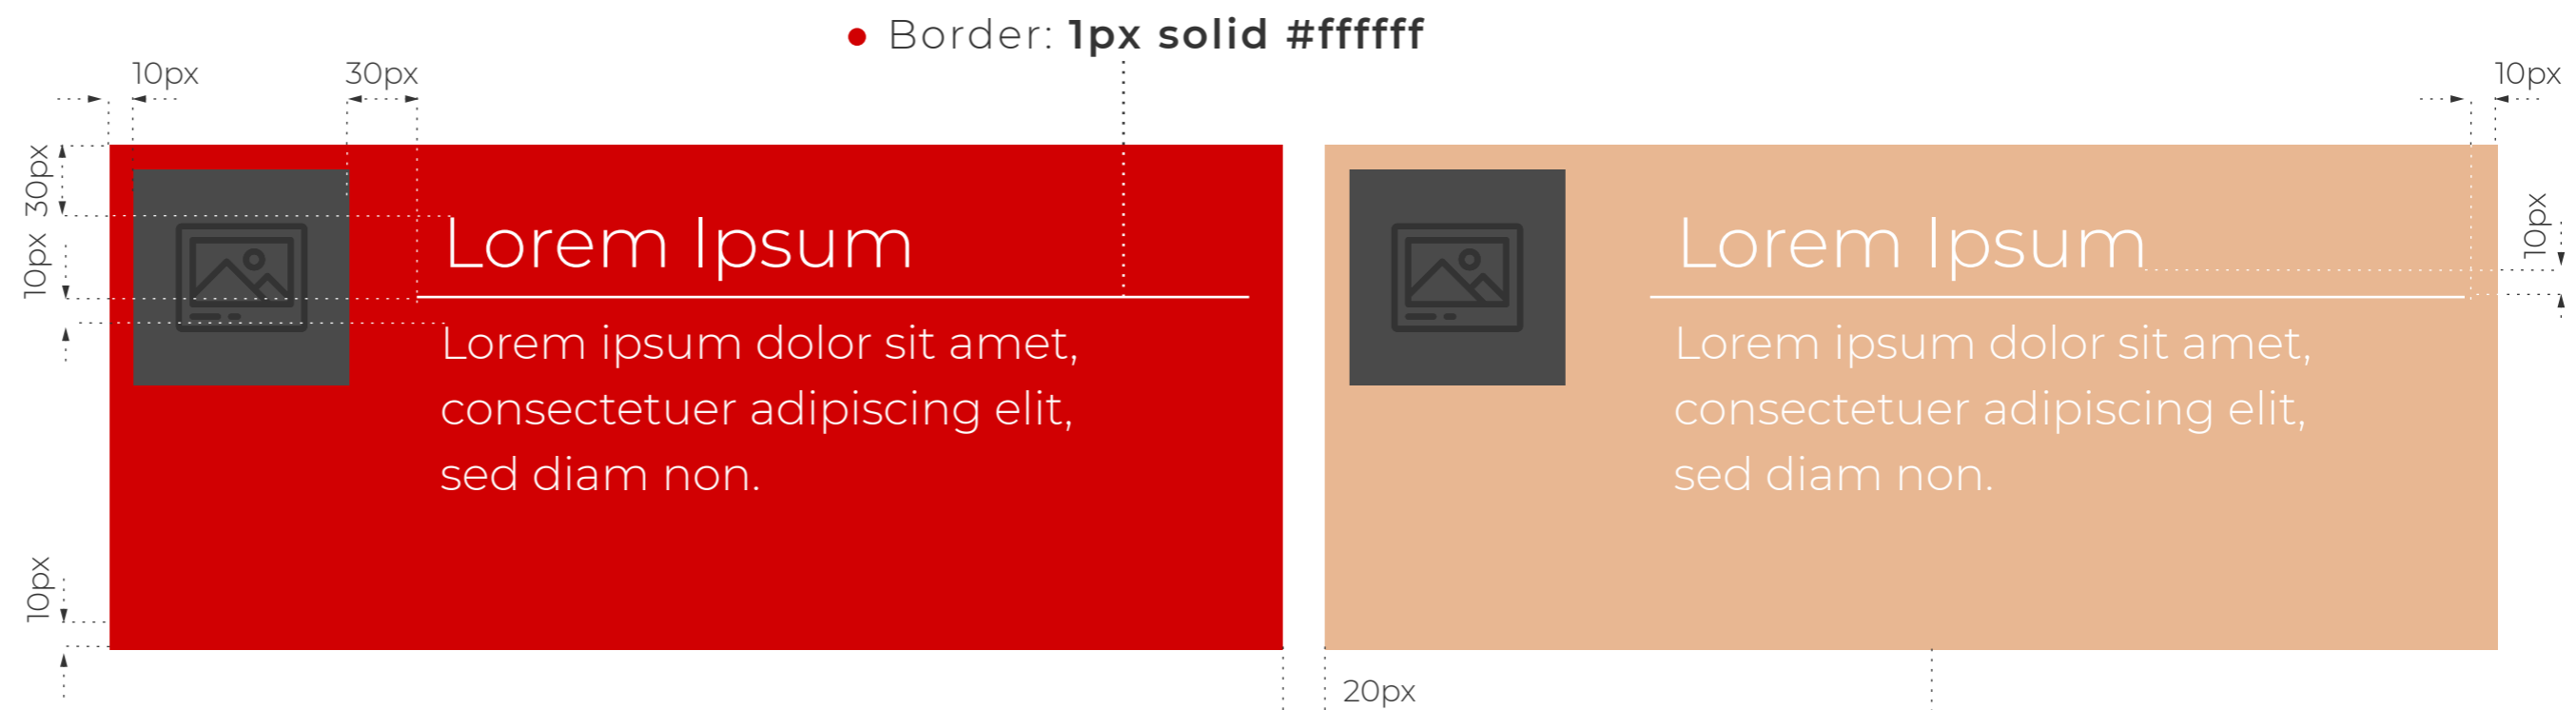 Border: 1px solid #ffffff
10px
30px
10px
30px
10px
10px
Lorem Ipsum
Lorem ipsum dolor sit amet,
consectetuer adipiscing elit,
sed diam non.
Lorem Ipsum
Lorem ipsum dolor sit amet,
consectetuer adipiscing elit,
sed diam non.
10px
10px
20px